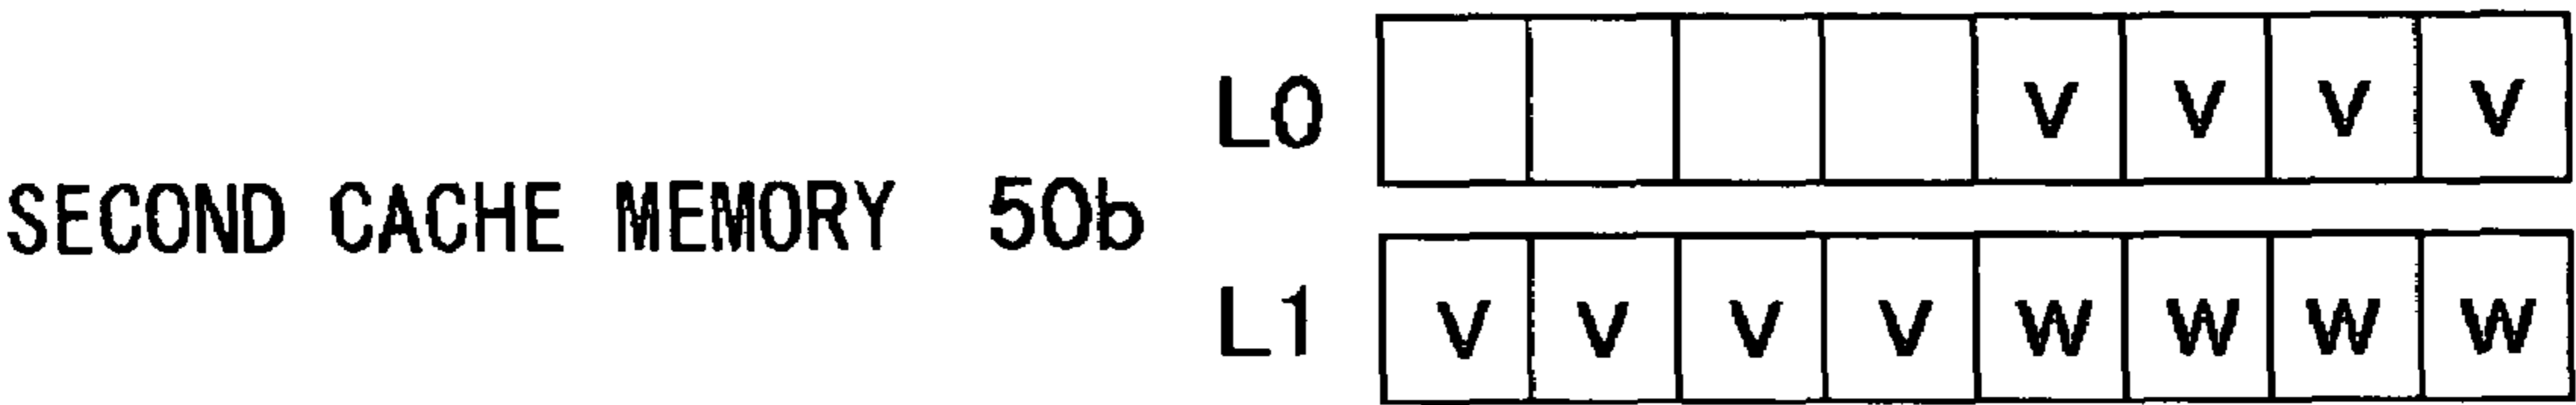 L0 V V V V
SECOND CACHE MEMORY 50b
L1 V V V V W W W W